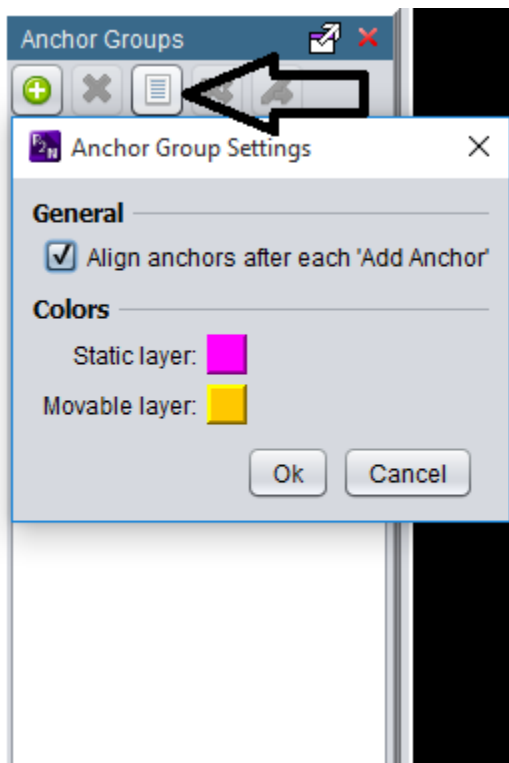 Anchor Groups
P2N Anchor Group Settings
General
Align anchors after each 'Add Anchor'
Colors
Static layer:
Movable layer:
Ok Cancel